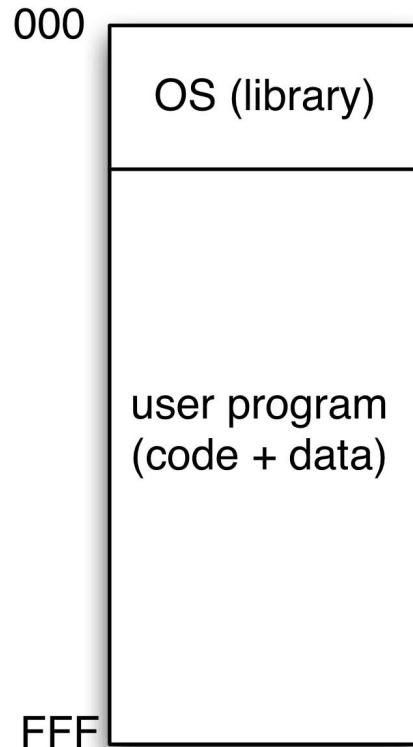 000
OS (library)
user program
(code + data)
FFF